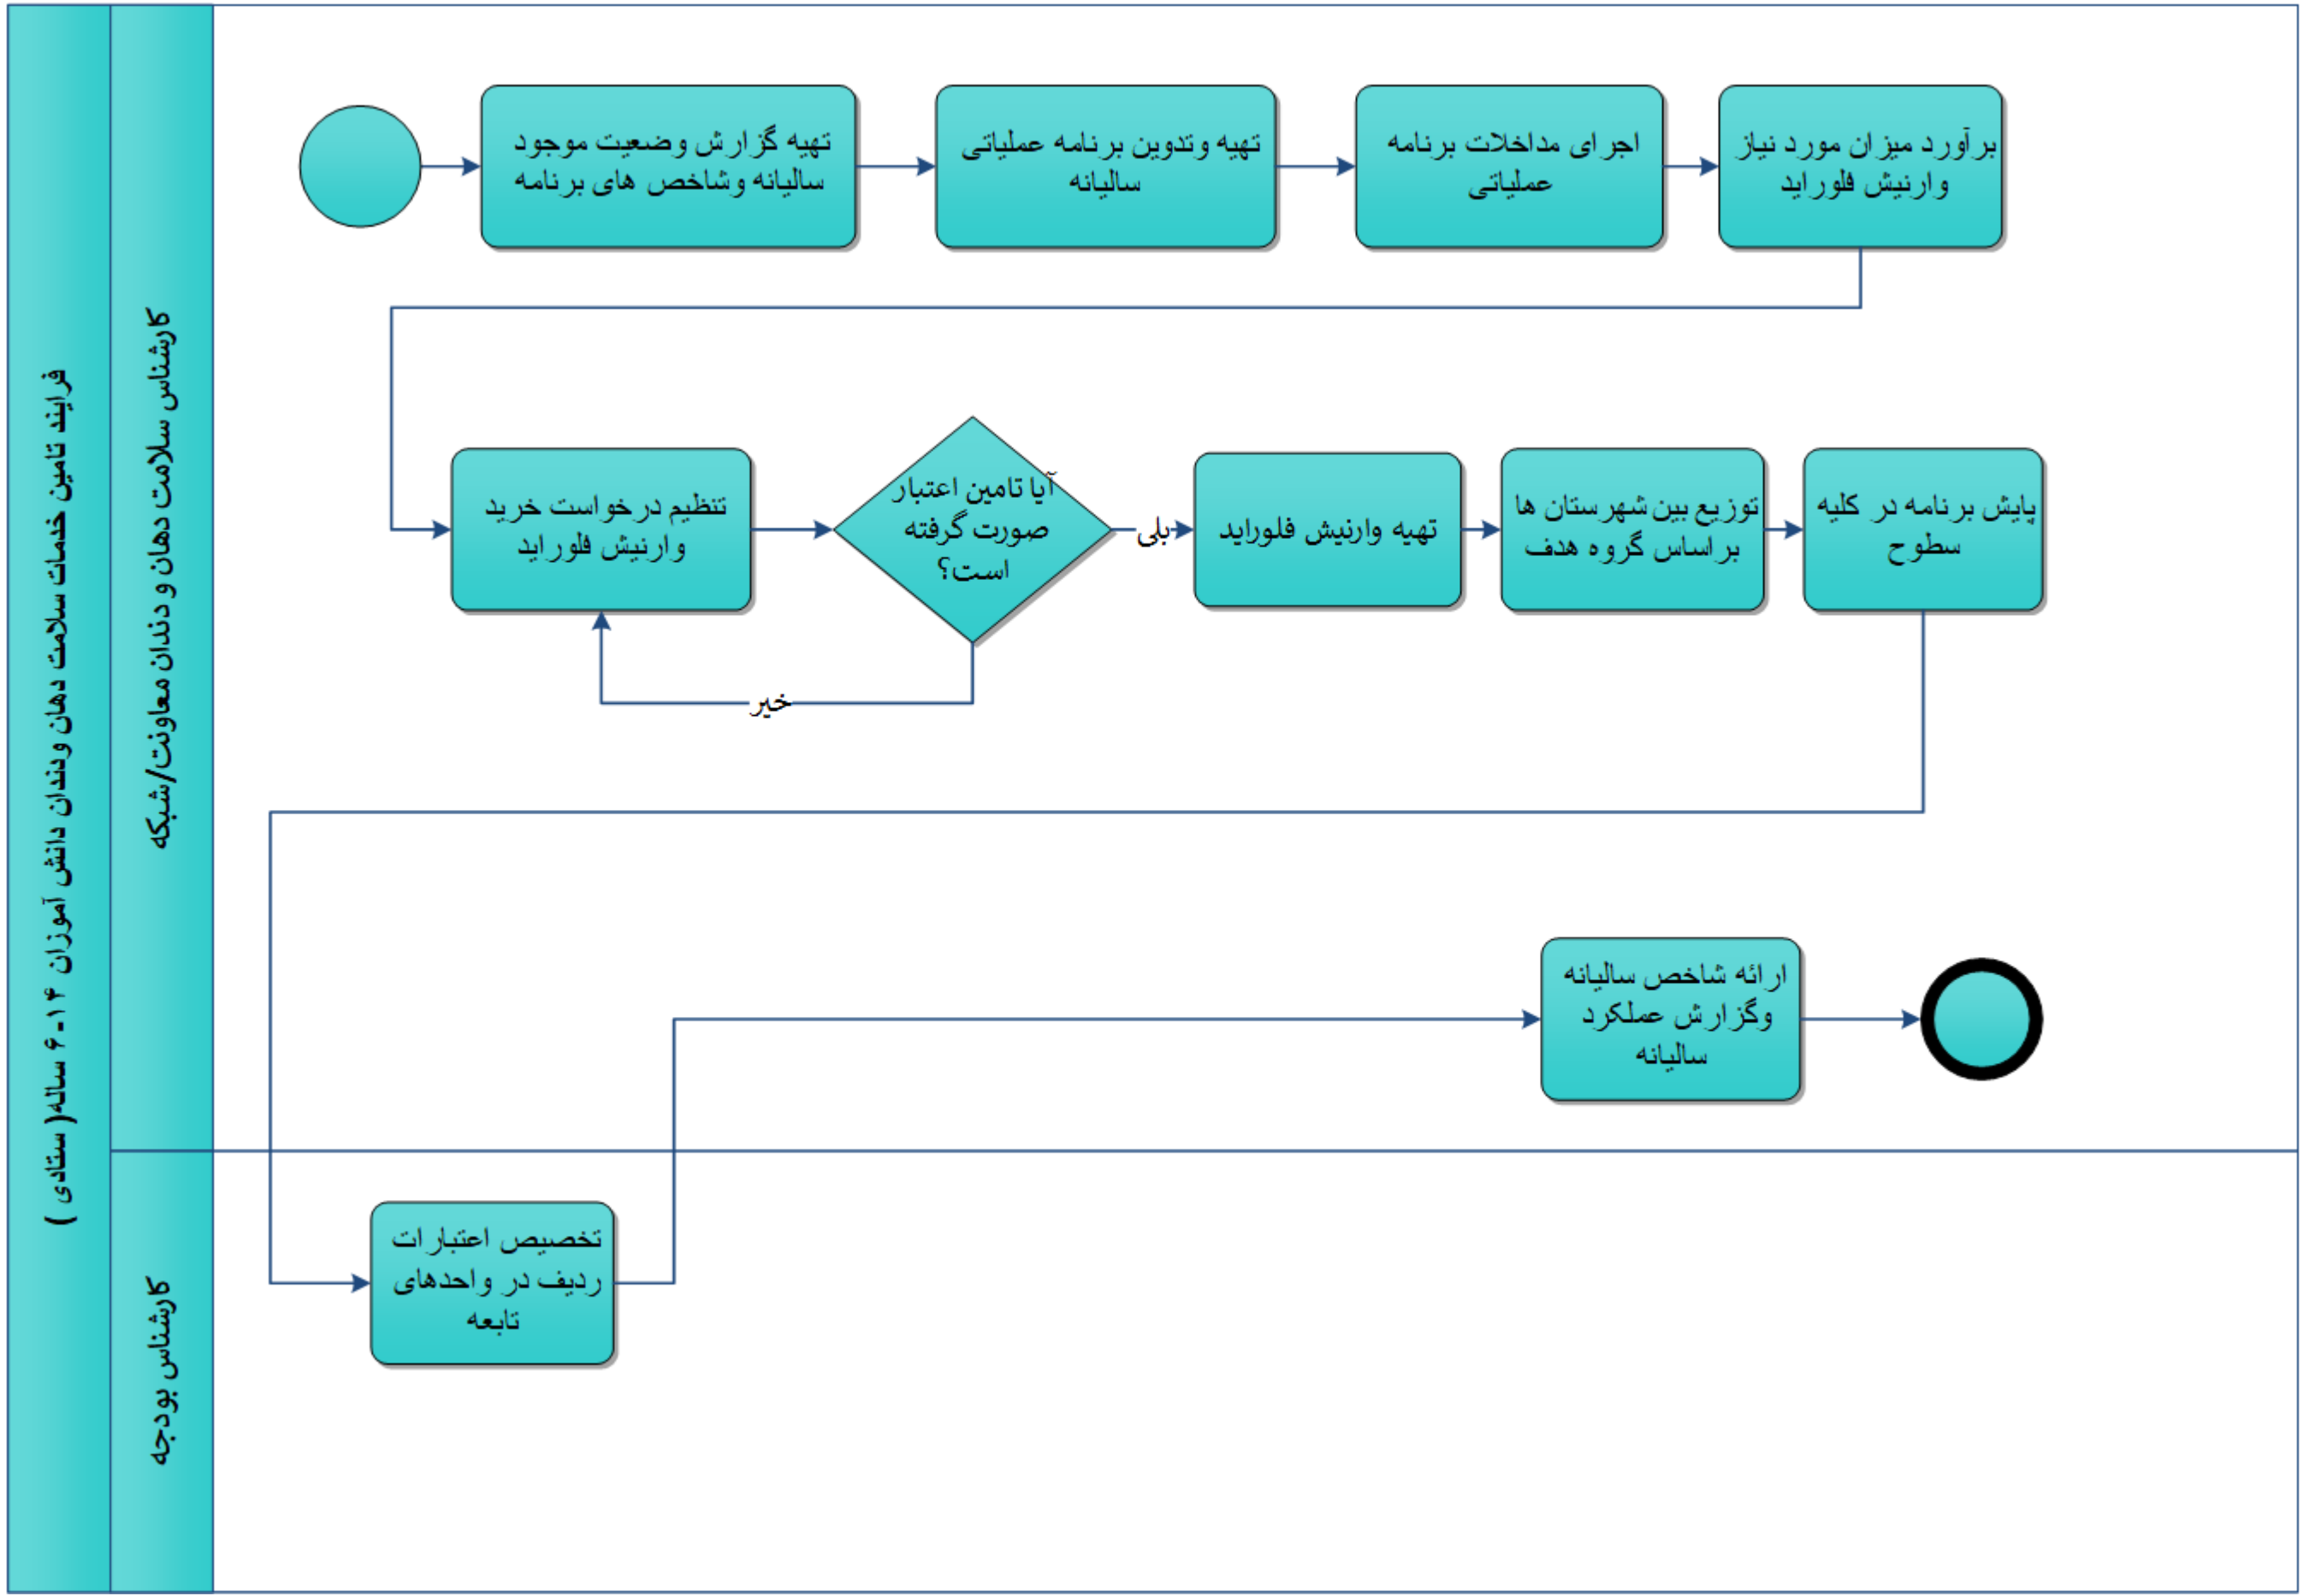 فرایند تامین خدمات سلامت دهان ودندان دانش آموزان ۱۴-۶ ساله( ستادی )
کارشناس سلامت دهان و دندان معاونت/شبکه
تهیه گزارش وضعیت موجود
سالیانه وشاخص های برنامه
تهیه وتدوین برنامه عملیاتی
سالیانه
اجرای مداخلات برنامه
عملیاتی
برآورد میزان مورد نیاز
وارنیش فلوراید
تنظیم درخواست خرید
وارنیش فلوراید
آیا تامین اعتبار
صورت گرفته
است؟
بلی
خیر
تهیه وارنیش فلوراید
توزیع بین شهرستان ها
براساس گروه هدف
پایش برنامه در کلیه
سطوح
ارائه شاخص سالیانه
وگزارش عملکرد
سالیانه
کارشناس بودجه
تخصیص اعتبارات
ردیف در واحدهای
تابعه